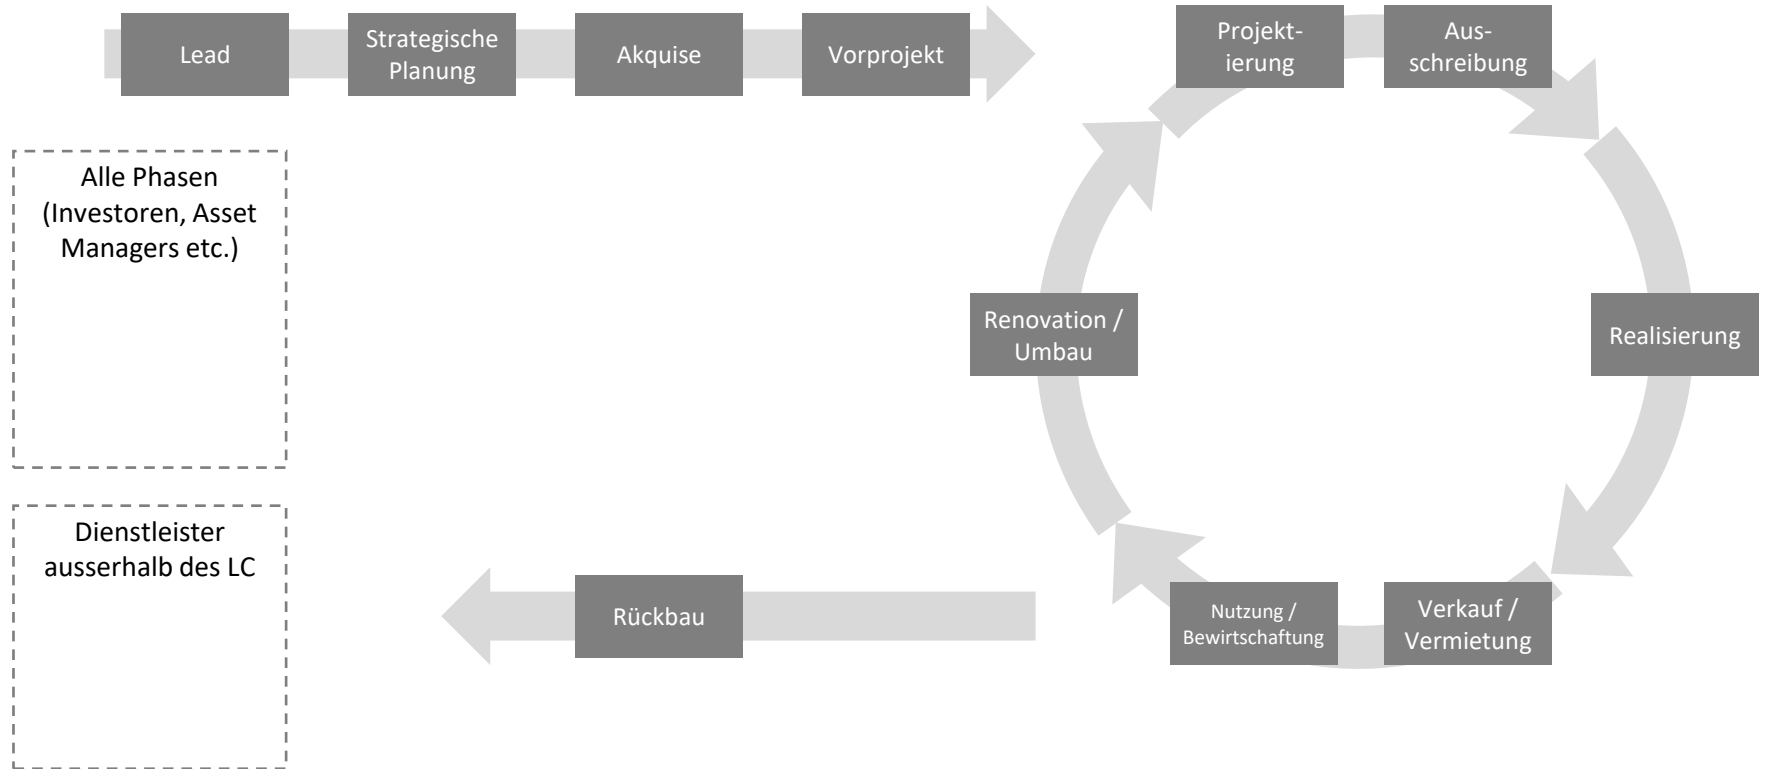 Lead
Strategische
Planung
Akquise
Vorprojekt
Projekt-
ierung
Aus-
schreibung
Alle Phasen
(Investoren, Asset
Managers etc.)
Renovation /
Umbau
Realisierung
Dienstleister
ausserhalb des LC
Rückbau
Nutzung /
Bewirtschaftung
Verkauf /
Vermietung